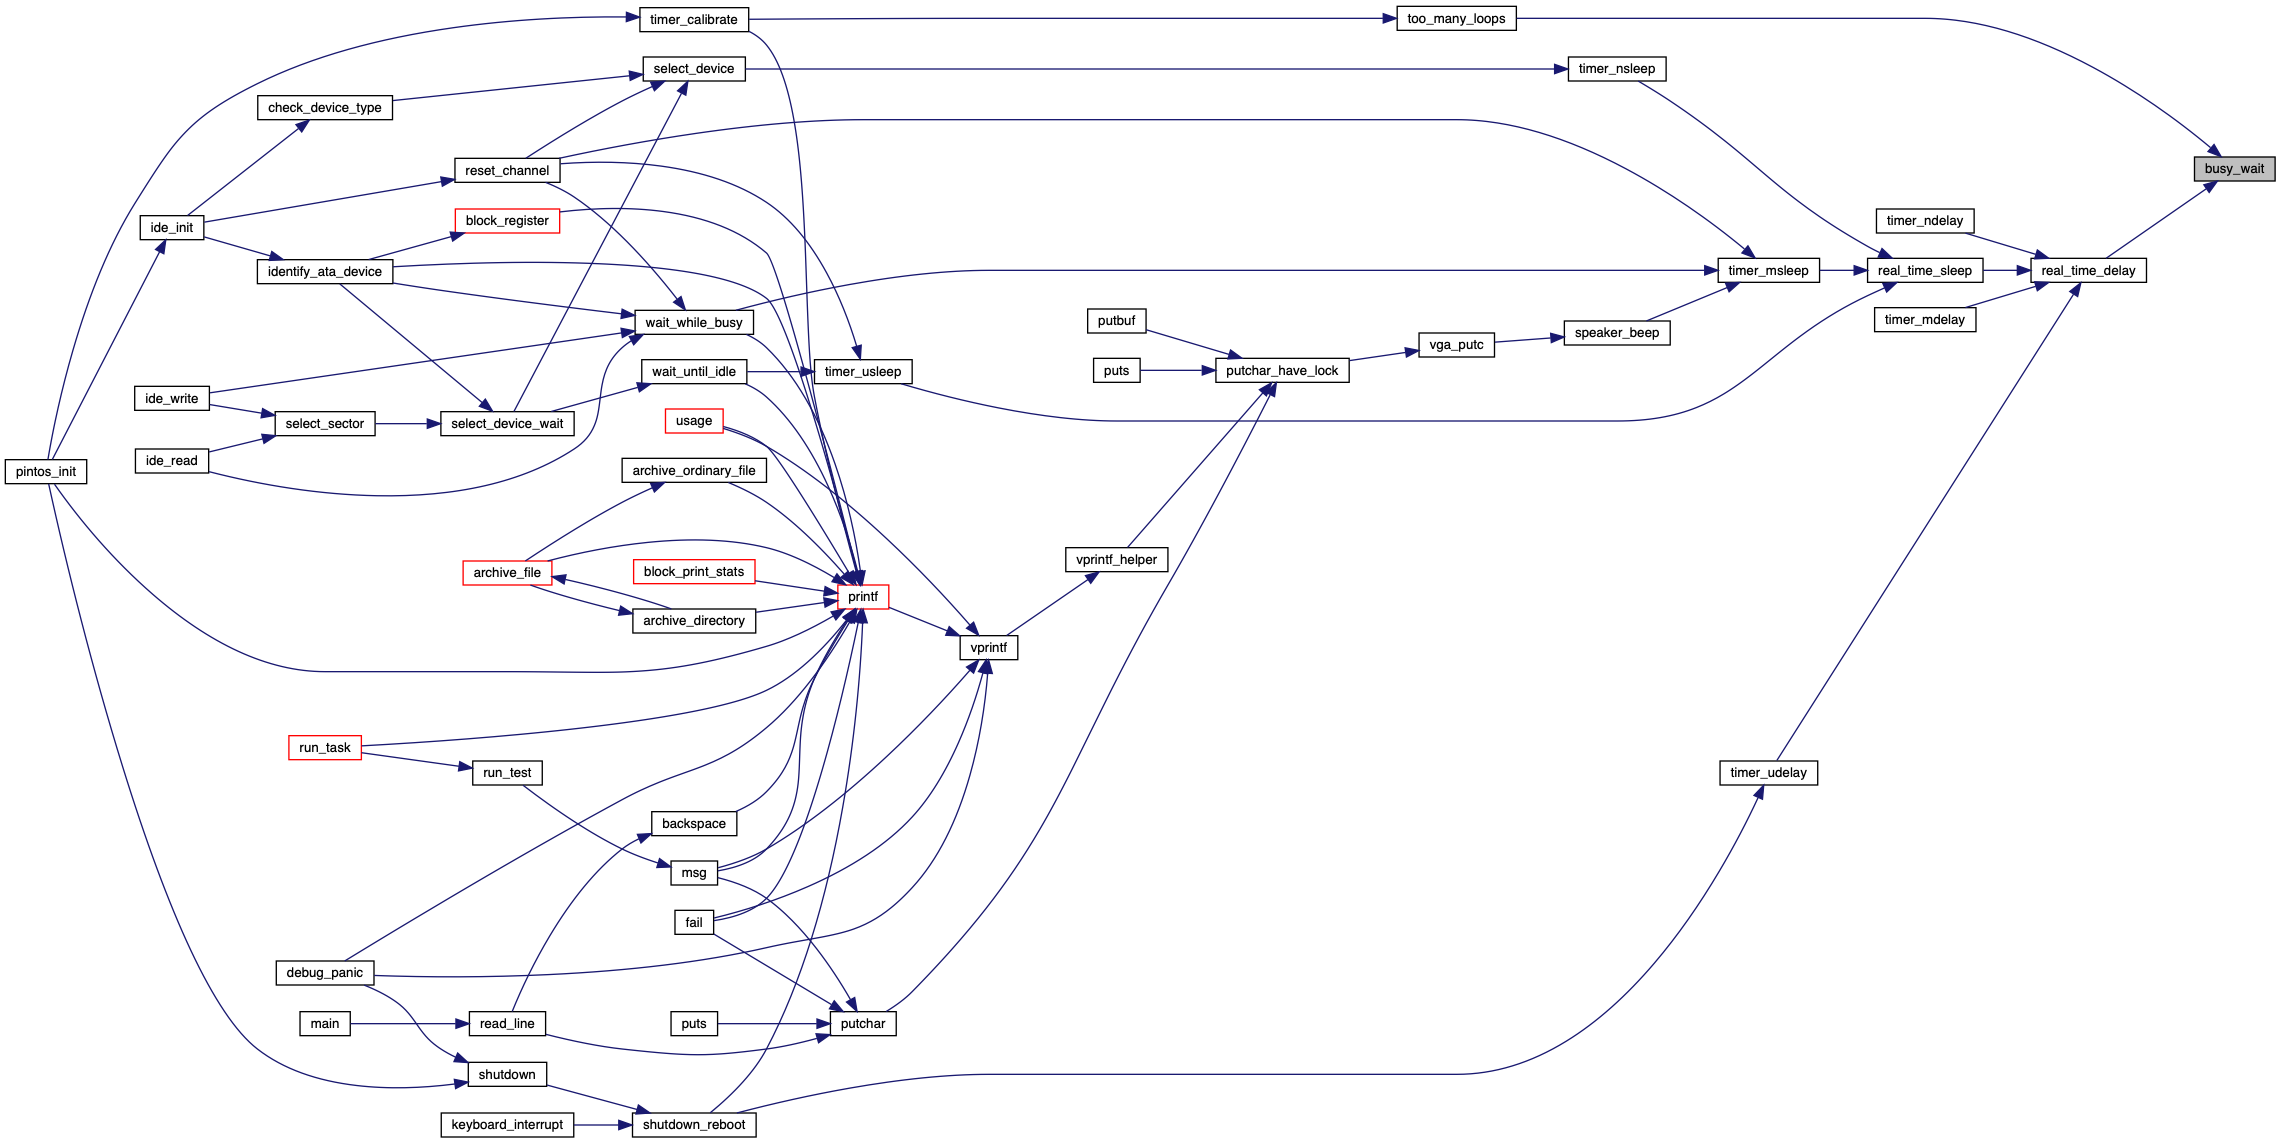 timer_calibrate
too_many_loops
select_device
timer_nsleep
check_device_type
reset_channel
busy_wait
ide_init
block_register
timer_ndelay
identify_ata_device
timer_msleep
real_time_sleep
real_time_delay
wait_while_busy
putbuf
timer_mdelay
speaker_beep
vga_putc
wait_until_idle
timer_usleep
puts
putchar_have_lock
ide_write
usage
select_sector
select_device_wait
ide_read
pintos_init
archive_ordinary_file
vprintf_helper
archive_file
block_print_stats
printf
archive_directory
vprintf
run_task
run_test
timer_udelay
backspace
msg
fail
debug_panic
main
read_line
puts
putchar
shutdown
keyboard_interrupt
shutdown_reboot